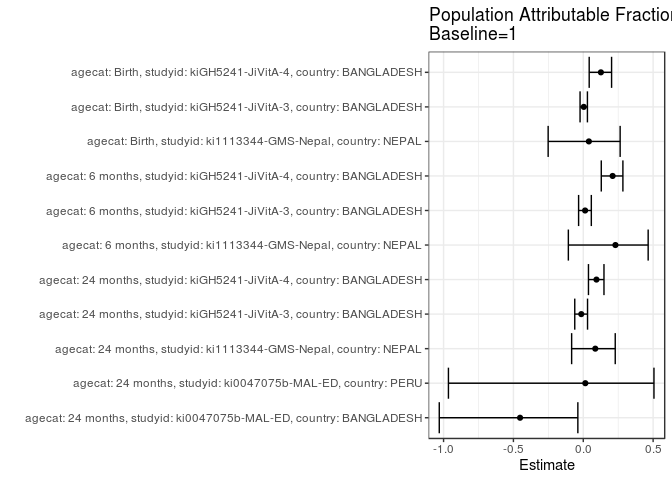 Population Attributable Fractio
Baseline=1
agecat: Birth, studyid: kiGH5241-JiVitA-4, country: BANGLADESH
agecat: Birth, studyid: kiGH5241-JiVitA-3, country: BANGLADESH
agecat: Birth, studyid: ki1113344-GMS-Nepal, country: NEPAL
agecat: 6 months, studyid: kiGH5241-JiVitA-4, country: BANGLADESH
agecat: 6 months, studyid: kiGH5241-JiVitA-3, country: BANGLADESH
agecat: 6 months, studyid: ki1113344-GMS-Nepal, country: NEPAL
agecat: 24 months, studyid: kiGH5241-JiVitA-4, country: BANGLADESH
agecat: 24 months, studyid: kiGH5241-JiVitA-3, country: BANGLADESH
agecat: 24 months, studyid: ki1113344-GMS-Nepal, country: NEPAL
agecat: 24 months, studyid: ki0047075b-MAL-ED, country: PERU
agecat: 24 months, studyid: ki0047075b-MAL-ED, country: BANGLADESH
-1.0 -0.5 0.0 0.5
Estimate